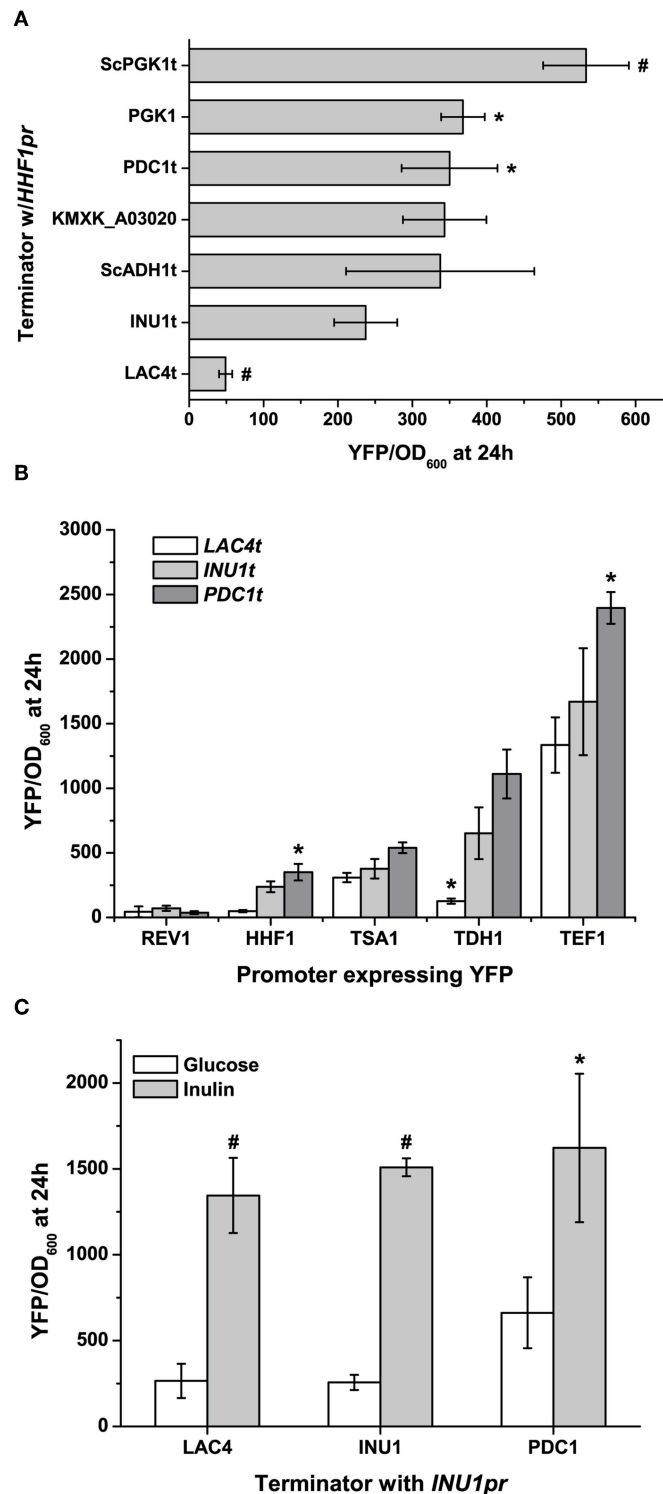 A
Terminator w/HHF1pr
ScPGK1t
#
PGK1
*
PDC1t
*
KMXK_A03020
ScADH1t
INU1t
LAC4t
#
0 100 200 300 400 500 600
YFP/OD600 at 24h
B
YFP/OD600 at 24h
3000
2500
2000
1500
1000
500
0
LAC4t
INU1t
PDC1t
* * *
REV1 HHF1 TSA1 TDH1 TEF1
Promoter expressing YFP
C
YFP/OD600 at 24h
2000
1500
1000
500
0
Glucose
Inulin
# # *
LAC4 INU1 PDC1
Terminator with INU1pr